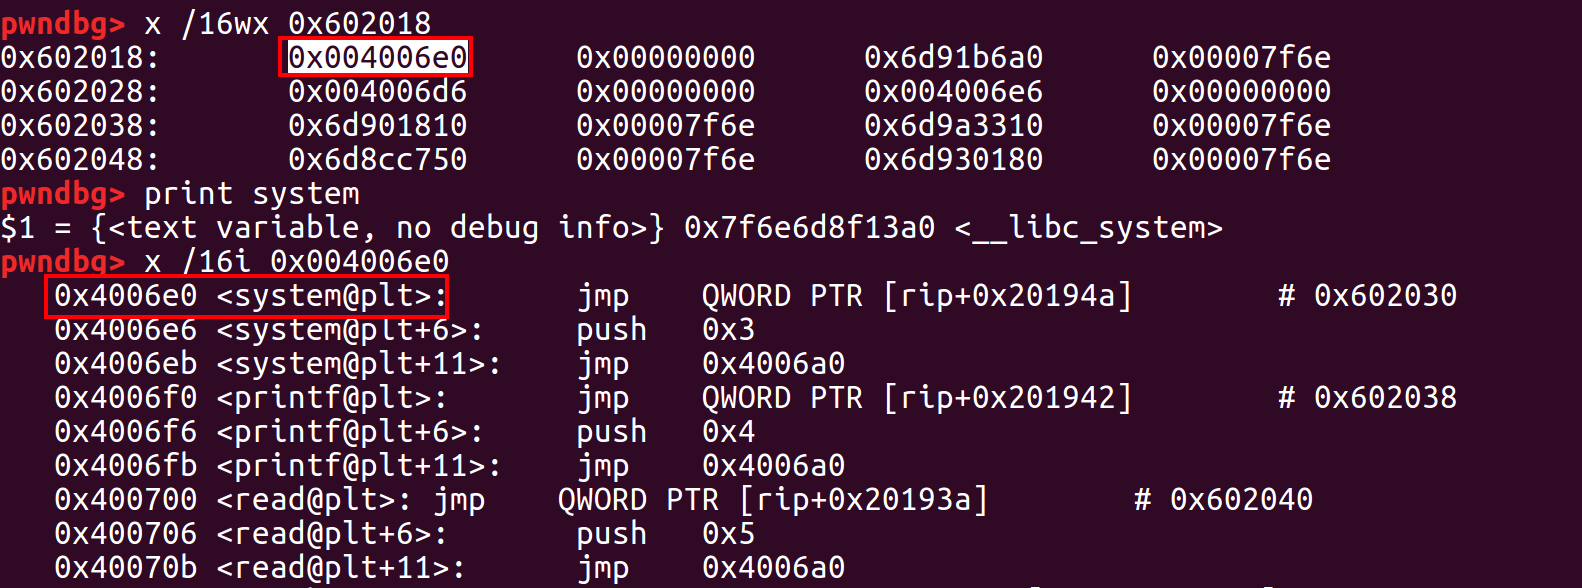 pwndbg> x /16wx 0x602018
0x602018: 0x004006e0 0x00000000 0x6d91b6a0 0x00007f6e
0x602028: 0x004006d6 0x00000000 0x004006e6 0x00000000
0x602038: 0x6d901810 0x00007f6e 0x6d9a3310 0x00007f6e
0x602048: 0x6d8cc750 0x00007f6e 0x6d930180 0x00007f6e
pwndbg> print system
$1 = {<text variable, no debug info>} 0x7f6e6d8f13a0 <__libc_system>
pwndbg> x /16i 0x004006e0
0x4006e0 <system@plt>: jmp QWORD PTR [rip+0x20194a] # 0x602030
0x4006e6 <system@plt+6>: push 0x3
0x4006eb <system@plt+11>: jmp 0x4006a0
0x4006f0 <printf@plt>: jmp QWORD PTR [rip+0x201942] # 0x602038
0x4006f6 <printf@plt+6>: push 0x4
0x4006fb <printf@plt+11>: jmp 0x4006a0
0x400700 <read@plt>: jmp QWORD PTR [rip+0x20193a] # 0x602040
0x400706 <read@plt+6>: push 0x5
0x40070b <read@plt+11>: jmp 0x4006a0